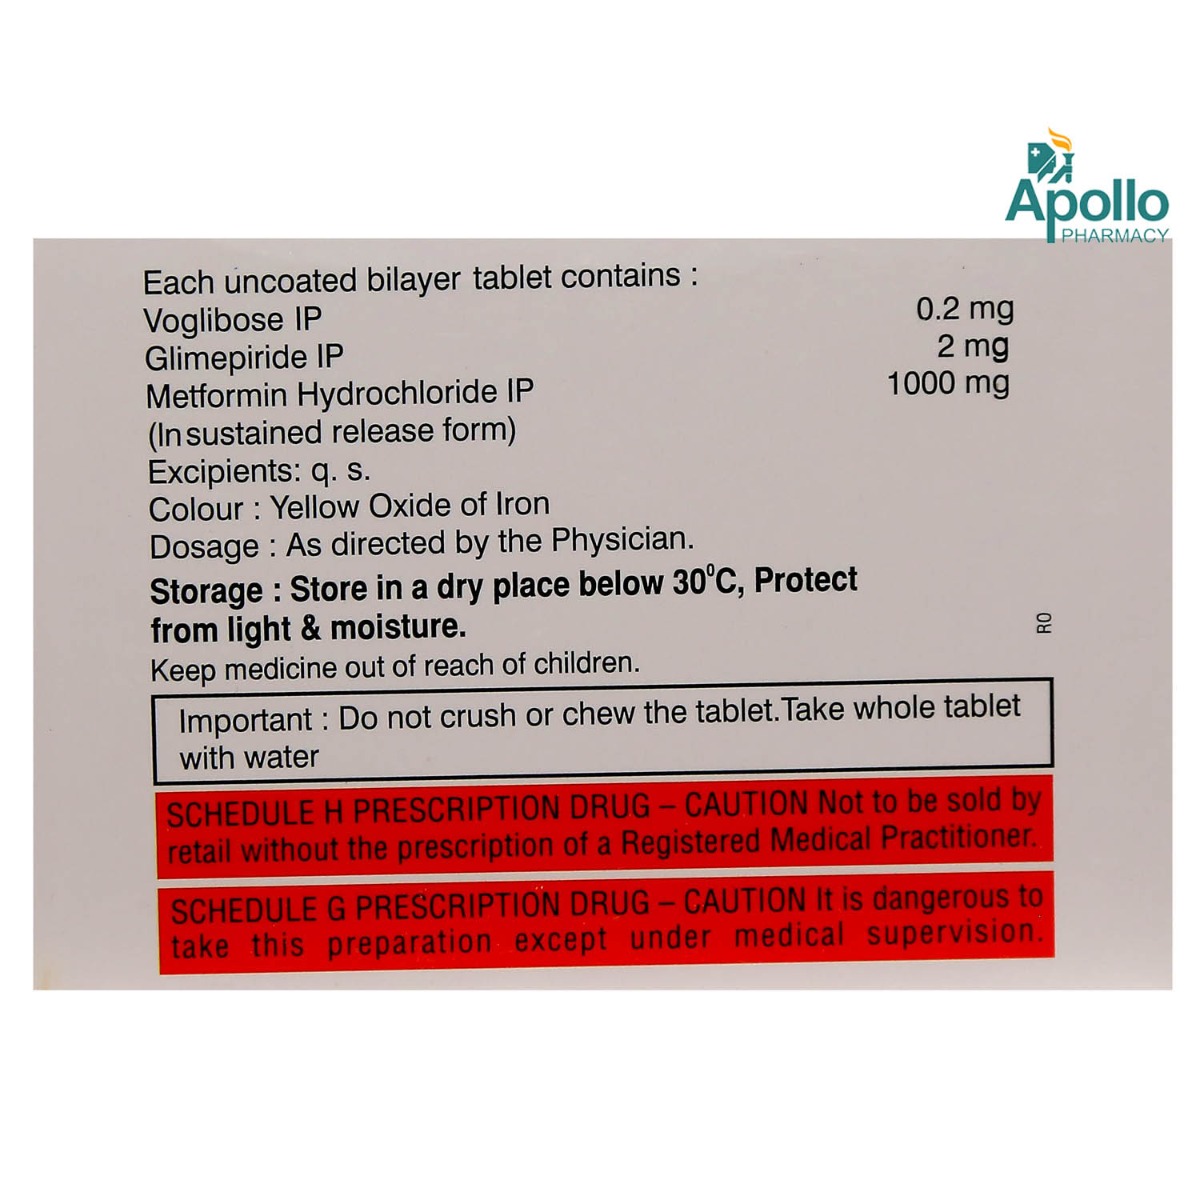 Apollo
PHARMACY
Each uncoated bilayer tablet contains :
Voglibose IP 0.2 mg
Glimepiride IP 2 mg
Metformin Hydrochloride IP 1000 mg
(In sustained release form)
Excipients: q. s.
Colour : Yellow Oxide of Iron
Dosage : As directed by the Physician.
Storage : Store in a dry place below 30⁰C, Protect
from light & moisture.
R0
Keep medicine out of reach of children.
Important : Do not crush or chew the tablet.Take whole tablet
with water
SCHEDULE H PRESCRIPTION DRUG – CAUTION Not to be sold by
retail without the prescription of a Registered Medical Practitioner.
SCHEDULE G PRESCRIPTION DRUG – CAUTION It is dangerous to
take this preparation except under medical supervision.